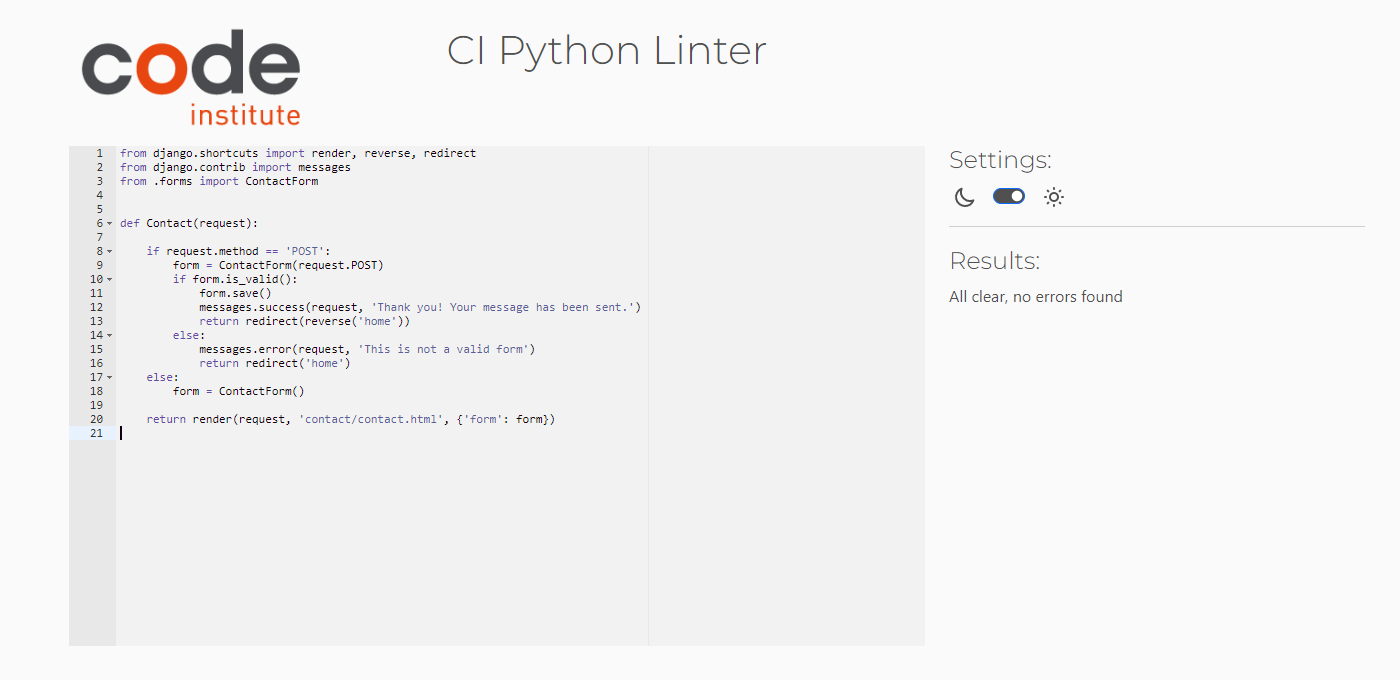 code
institute
CI Python Linter
1 from django.shortcuts import render, reverse, redirect
2 from django.contrib import messages
3 from .forms import ContactForm
4
5
6 def Contact(request):
7
8     if request.method == 'POST':
9         form = ContactForm(request.POST)
10         if form.is_valid():
11             form.save()
12             messages.success(request, 'Thank you! Your message has been sent.')
13             return redirect(reverse('home'))
14         else:
15             messages.error(request, 'This is not a valid form')
16             return redirect('home')
17     else:
18         form = ContactForm()
19
20     return render(request, 'contact/contact.html', {'form': form})
21
Settings:
Results:
All clear, no errors found